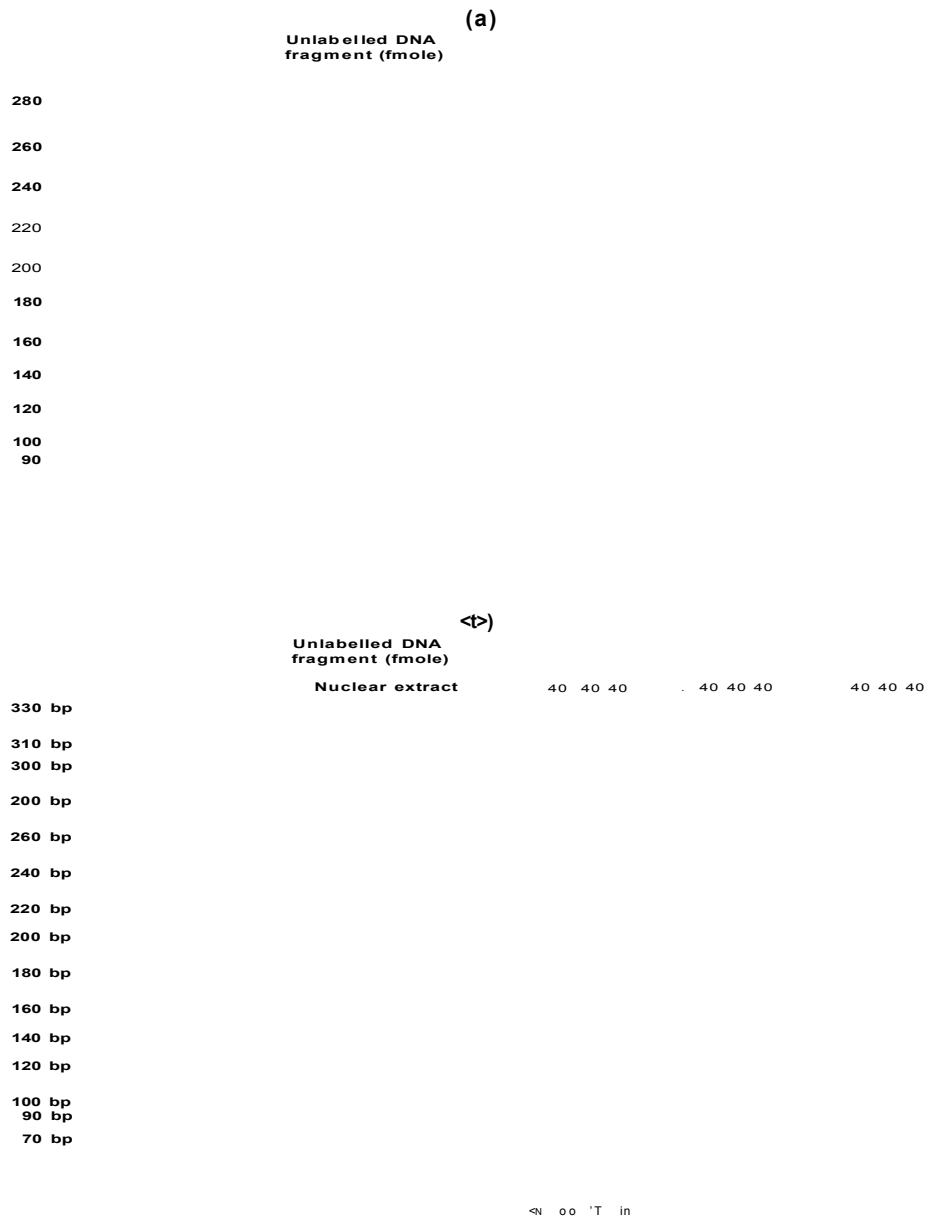 (a)
Unlabelled DNA
fragment (fmole)
280
260
240
220
200
180
160
140
120
100
90
<t>)
Unlabelled DNA
fragment (fmole)
Nuclear extract 40 40 40 . 40 40 40 40 40 40
330 bp
310 bp
300 bp
200 bp
260 bp
240 bp
220 bp
200 bp
180 bp
160 bp
140 bp
120 bp
100 bp
90 bp
70 bp
<N oo 'T in